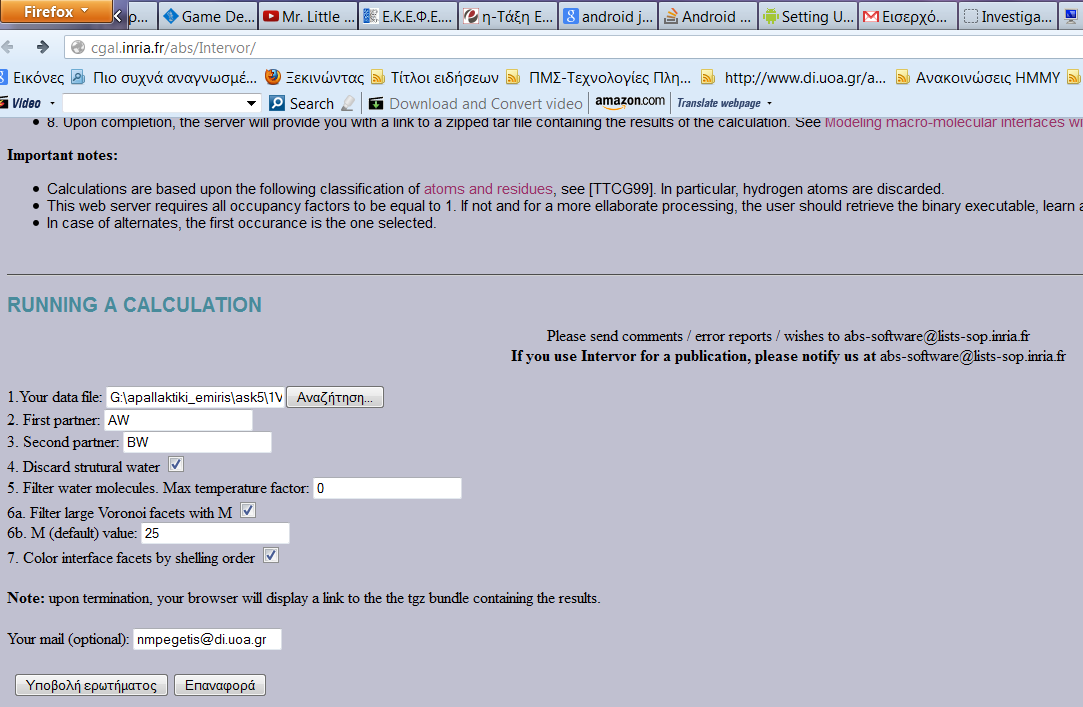 Firefox
ρ...
Game De...
Mr. Little ...
Ε.Κ.Ε.Φ.Ε....
η-Τάξη Ε...
android j...
Android ...
Setting U...
Εισερχό...
Investiga...
cgal.inria.fr/abs/Intervor/
Εικόνες Πιο συχνά αναγνωσμέ... Ξεκινώντας Τίτλοι ειδήσεων ΠΜΣ-Τεχνολογίες Πλη... http://www.di.uoa.gr/a... Ανακοινώσεις ΗΜΜΥ
Video Search Download and Convert video amazon.com Translate webpage
8. Upon completion, the server will provide you with a link to a zipped tar file containing the results of the calculation. See Modeling macro-molecular interfaces wi
Important notes:
Calculations are based upon the following classification of atoms and residues, see [TTCG99]. In particular, hydrogen atoms are discarded.
This web server requires all occupancy factors to be equal to 1. If not and for a more ellaborate processing, the user should retrieve the binary executable, learn a
In case of alternates, the first occurance is the one selected.
RUNNING A CALCULATION
Please send comments / error reports / wishes to abs-software@lists-sop.inria.fr
If you use Intervor for a publication, please notify us at abs-software@lists-sop.inria.fr
1.Your data file: G:\apallaktiki_emiris\ask5\1V Αναζήτηση...
2. First partner: AW
3. Second partner: BW
4. Discard strutural water
5. Filter water molecules. Max temperature factor: 0
6a. Filter large Voronoi facets with M
6b. M (default) value: 25
7. Color interface facets by shelling order
Note: upon termination, your browser will display a link to the the tgz bundle containing the results.
Your mail (optional): nmpegetis@di.uoa.gr
Υποβολή ερωτήματος Επαναφορά